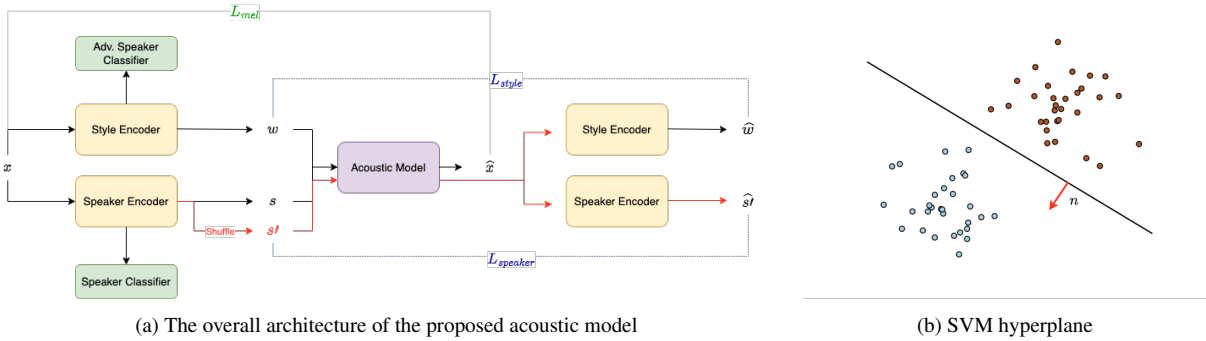 L_mel
Adv. Speaker
Classifier
L_style
Style Encoder
w
Style Encoder
ŵ
x
Acoustic Model
x̂
Speaker Encoder
s
Speaker Encoder
ŝ′
Shuffle
s′
n
L_speaker
Speaker Classifier
(a) The overall architecture of the proposed acoustic model
(b) SVM hyperplane